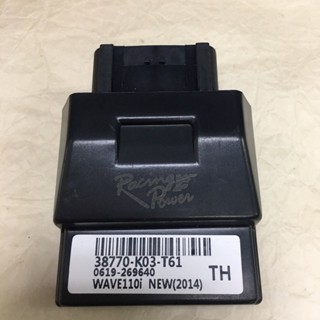 Racing
Power
38770-K03-T61
0619-269640
TH
WAVE110i NEW(2014)